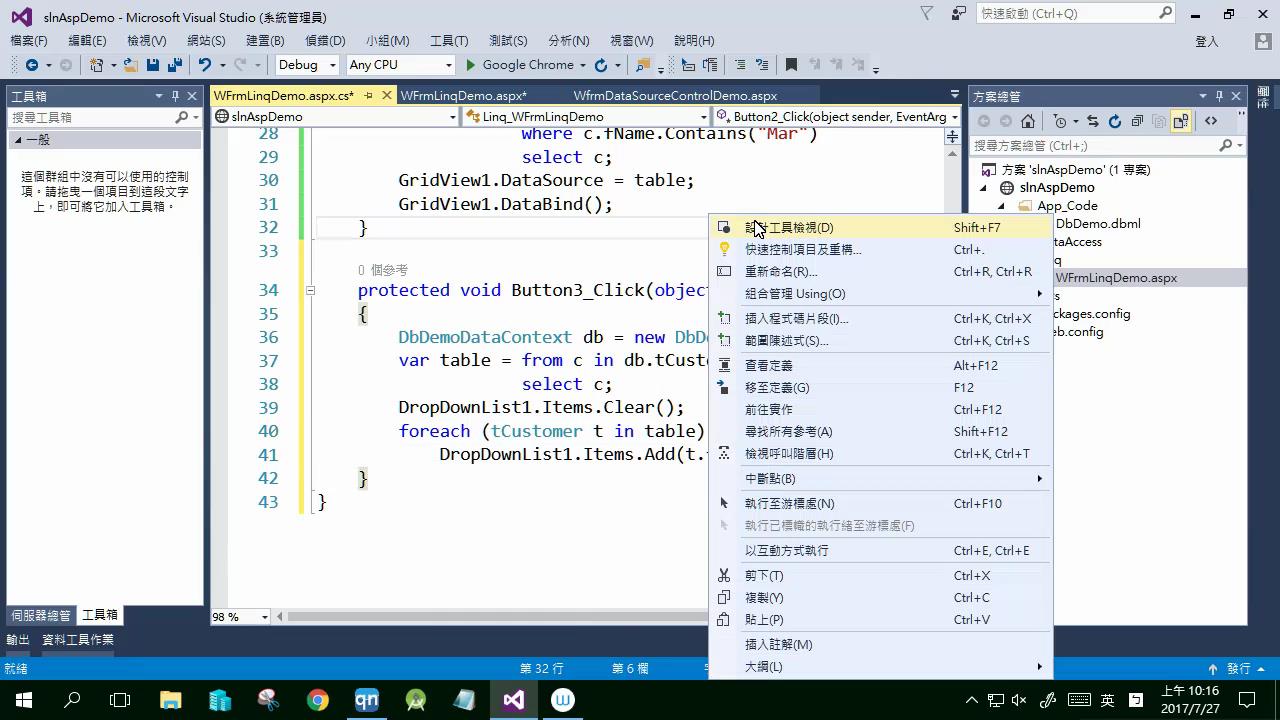 slnAspDemo - Microsoft Visual Studio (系統管理員)
快速啟動 (Ctrl+Q)
檔案(F) 編輯(E) 檢視(V) 網站(S) 建置(B) 偵錯(D) 小組(M) 工具(T) 測試(S) 分析(N) 視窗(W) 說明(H)
登入
Debug Any CPU Google Chrome
工具箱
搜尋工具箱
一般
這個群組中沒有可以使用的控制
項。請拖曳一個項目到這段文字
上，即可將它加入工具箱。
伺服器總管 工具箱
WFrmLinqDemo.aspx.cs* WFrmLinqDemo.aspx* WfrmDataSourceControlDemo.aspx
slnAspDemo Linq_WFrmLinqDemo Button2_Click(object sender, EventArg
28 where c.fName.Contains("Mar")
29 select c;
30 GridView1.DataSource = table;
31 GridView1.DataBind();
32 }
33
0 個參考
34 protected void Button3_Click(object
35 {
36 DbDemoDataContext db = new DbDe
37 var table = from c in db.tCusto
38 select c;
39 DropDownList1.Items.Clear();
40 foreach (tCustomer t in table)
41 DropDownList1.Items.Add(t.
42 }
43 }
98 %
設計工具檢視(D) Shift+F7
快速控制項目及重構... Ctrl+.
重新命名(R)... Ctrl+R, Ctrl+R
組合管理 Using(O)
插入程式碼片段(I)... Ctrl+K, Ctrl+X
範圍陳述式(S)... Ctrl+K, Ctrl+S
查看定義 Alt+F12
移至定義(G) F12
前往實作 Ctrl+F12
尋找所有參考(A) Shift+F12
檢視呼叫階層(H) Ctrl+K, Ctrl+T
中斷點(B)
執行至游標處(N) Ctrl+F10
執行已標幟的執行緒至游標處(F)
以互動方式執行 Ctrl+E, Ctrl+E
剪下(T) Ctrl+X
複製(Y) Ctrl+C
貼上(P) Ctrl+V
插入註解(M)
大綱(L)
方案總管
搜尋方案總管 (Ctrl+;)
方案 'slnAspDemo' (1 專案)
slnAspDemo
App_Code
DbDemo.dbml
taAccess
q
WFrmLinqDemo.aspx
s
ckages.config
eb.config
輸出 資料工具作業
就緒 第 32 行 第 6 欄 發行
英
上午 10:16
2017/7/27